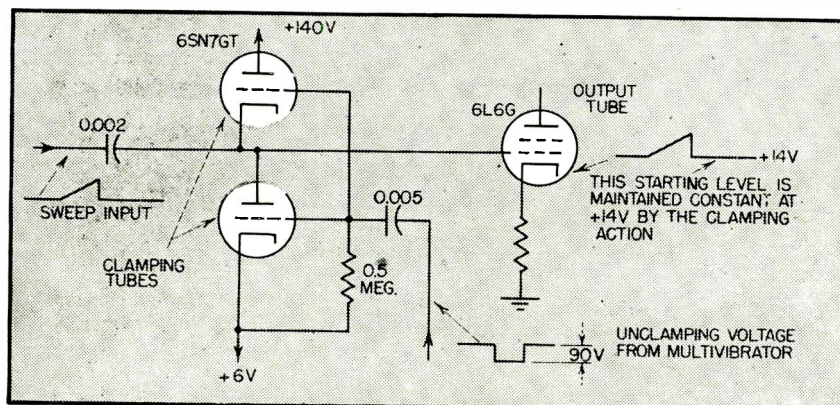 6SN7GT
+140V
OUTPUT
TUBE
6L6G
0.002
+14V
SWEEP INPUT
THIS STARTING LEVEL IS
MAINTAINED CONSTANT AT
+14V BY THE CLAMPING
ACTION
0.005
CLAMPING
TUBES
0.5
MEG.
UNCLAMPING VOLTAGE
FROM MULTIVIBRATOR
90V
+6V